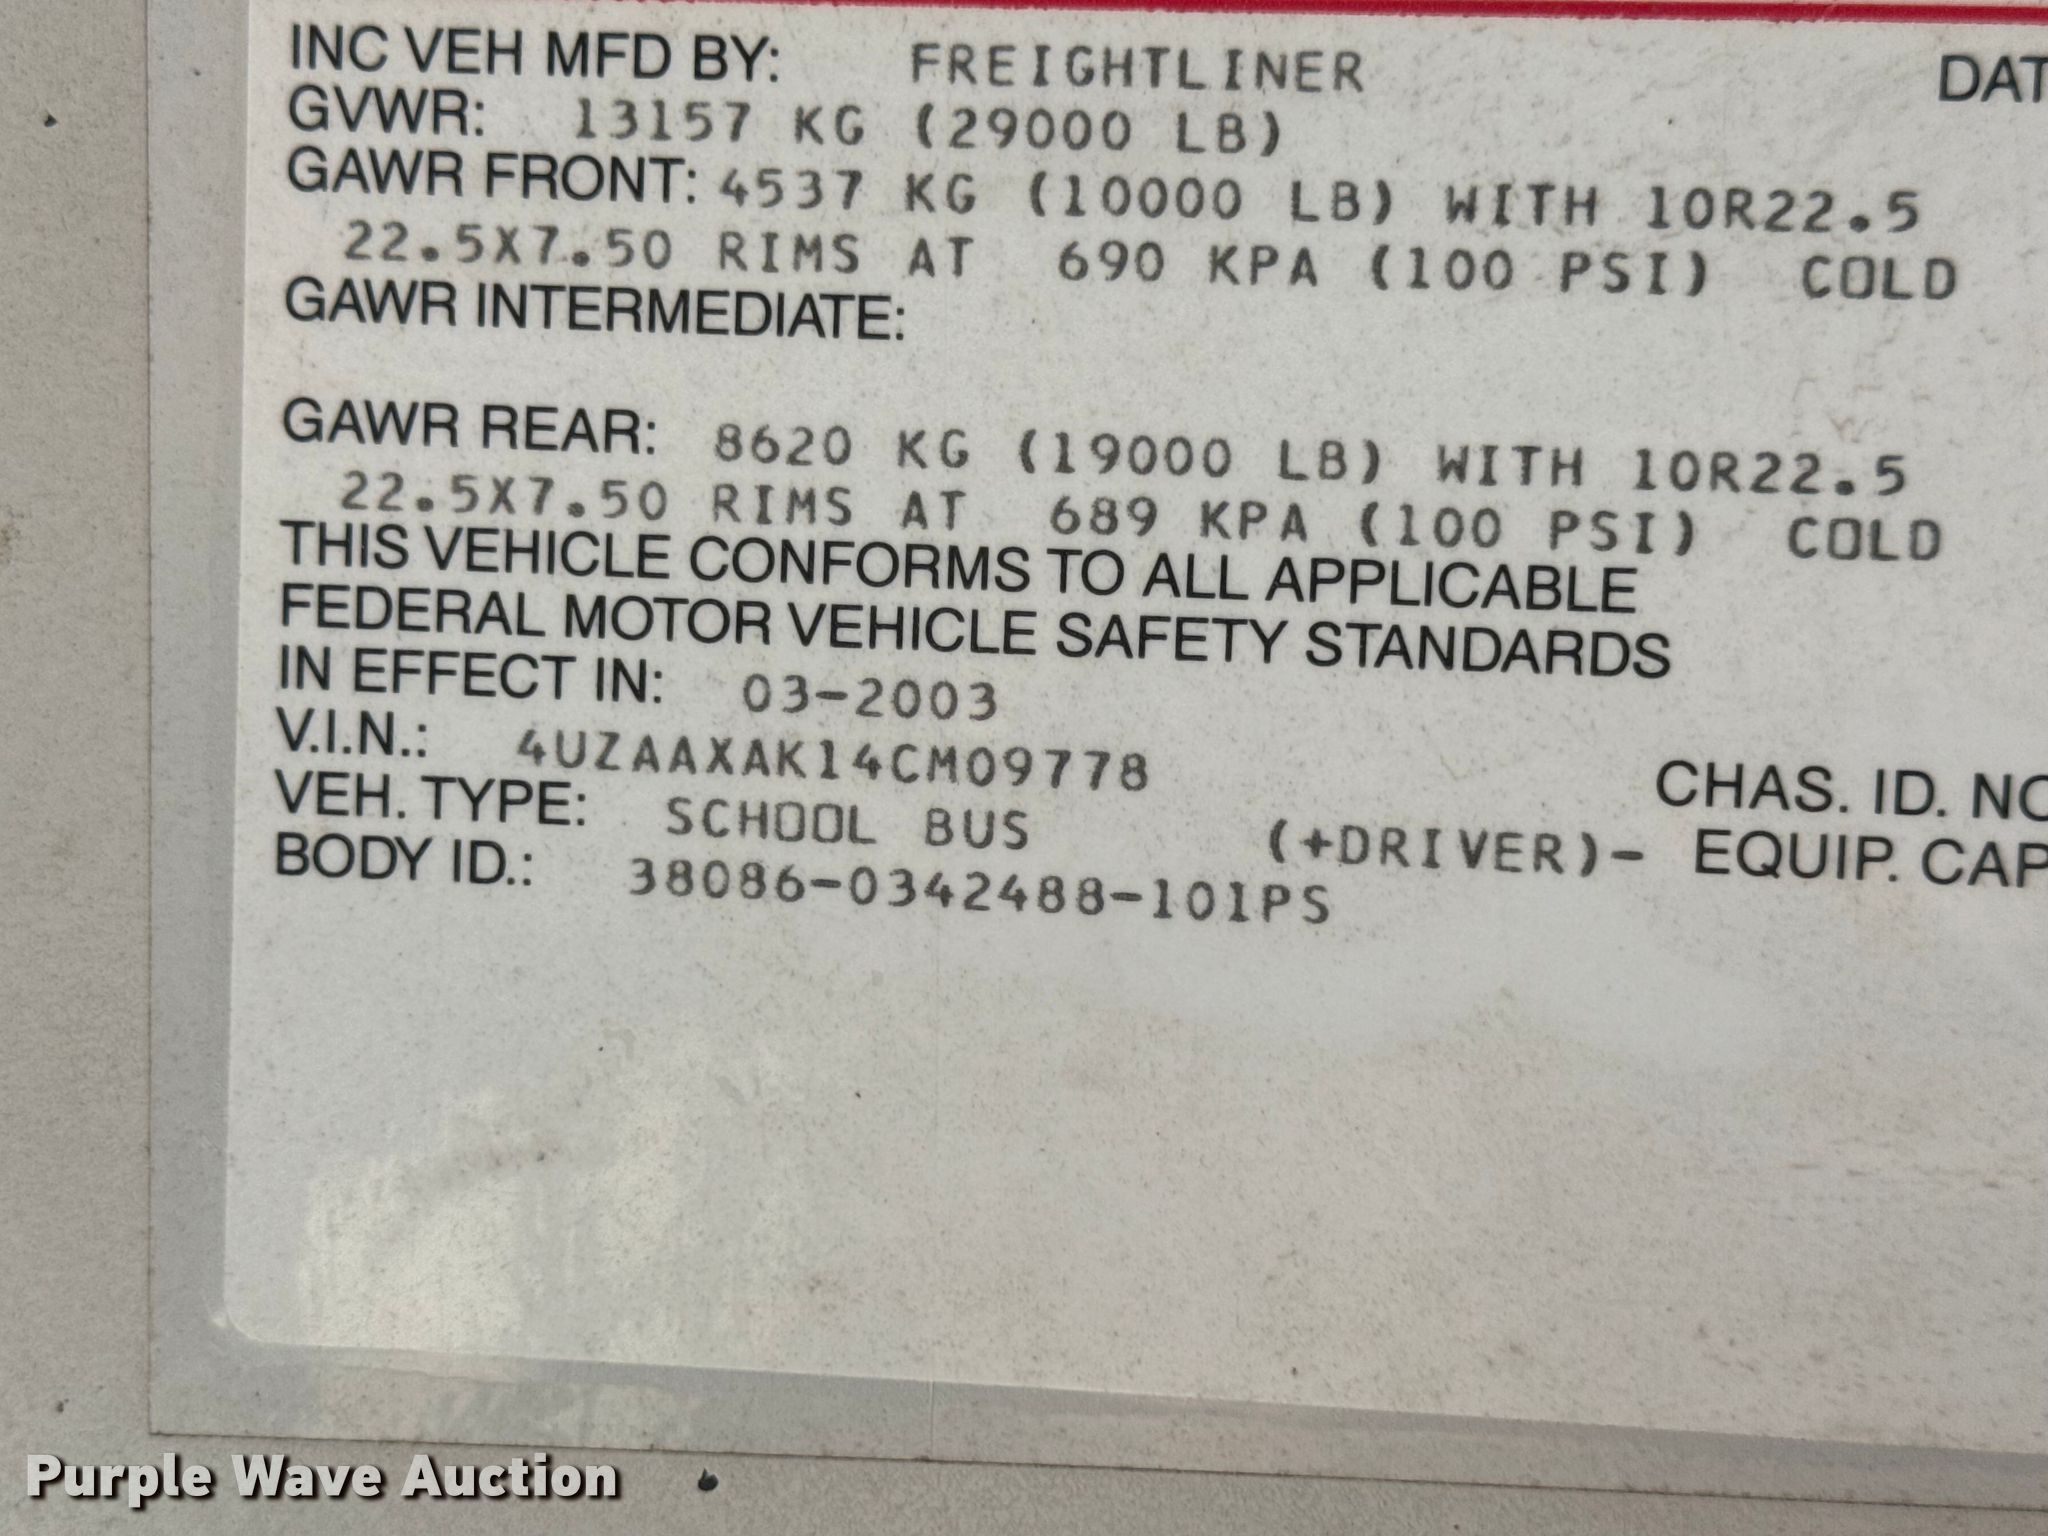 INC VEH MFD BY: FREIGHTLINER DAT
GVWR: 13157 KG (29000 LB)
GAWR FRONT: 4537 KG (10000 LB) WITH 10R22.5
22.5X7.50 RIMS AT 690 KPA (100 PSI) COLD
GAWR INTERMEDIATE:
GAWR REAR: 8620 KG (19000 LB) WITH 10R22.5
22.5X7.50 RIMS AT 689 KPA (100 PSI) COLD
THIS VEHICLE CONFORMS TO ALL APPLICABLE
FEDERAL MOTOR VEHICLE SAFETY STANDARDS
IN EFFECT IN: 03-2003
V.I.N.: 4UZAAXAK14CM09778 CHAS. ID. NO
VEH. TYPE: SCHOOL BUS (+DRIVER)- EQUIP. CAP
BODY ID.: 38086-0342488-101PS
Purple Wave Auction